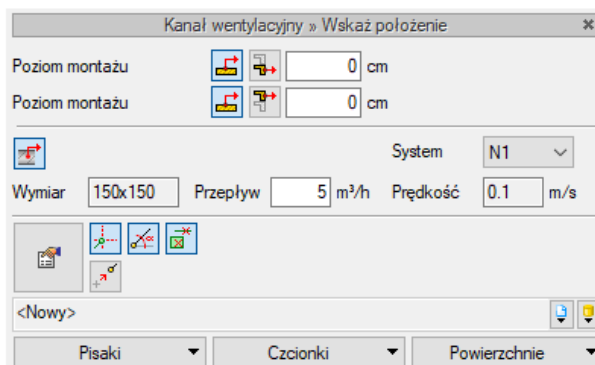 Kanał wentylacyjny » Wskaż położenie
Poziom montażu 0 cm
Poziom montażu 0 cm
System N1
Wymiar 150x150 Przepływ 5 m³/h Prędkość 0.1 m/s
<Nowy>
Pisaki Czcionki Powierzchnie